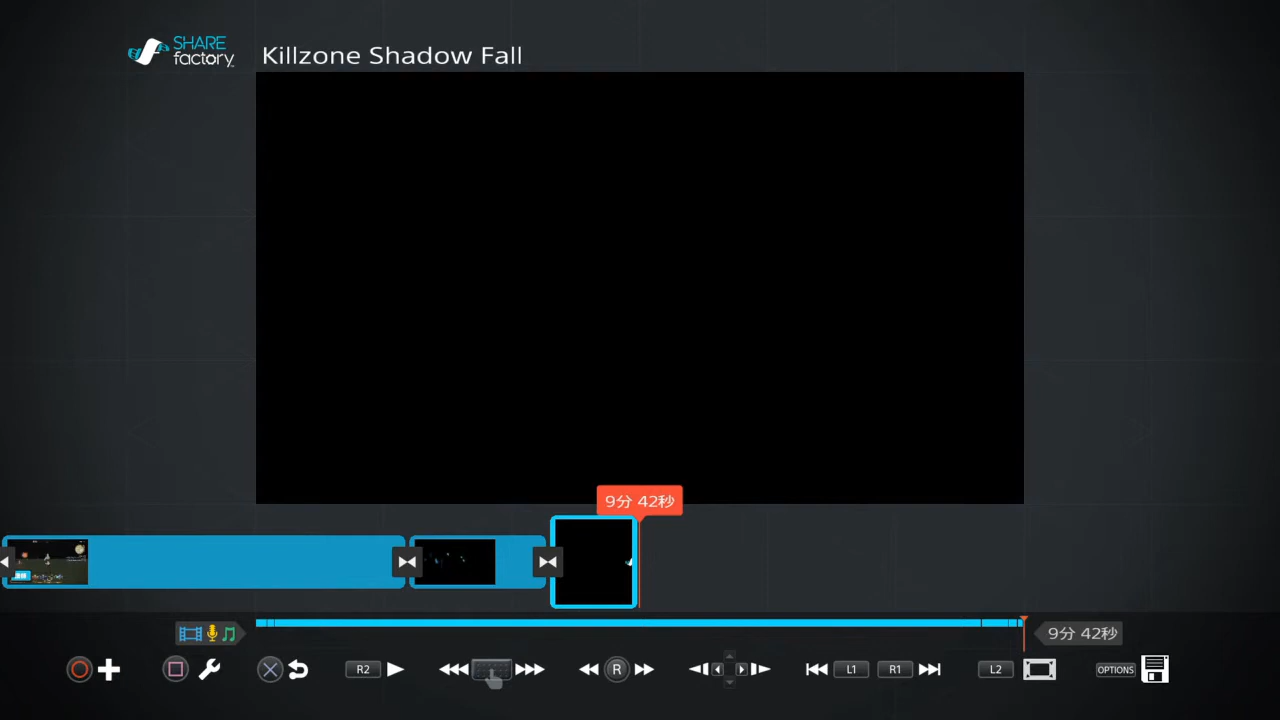 SHARE
factory
Killzone Shadow Fall
9分 42秒
9分 42秒
R2
R
L1
R1
L2
OPTIONS